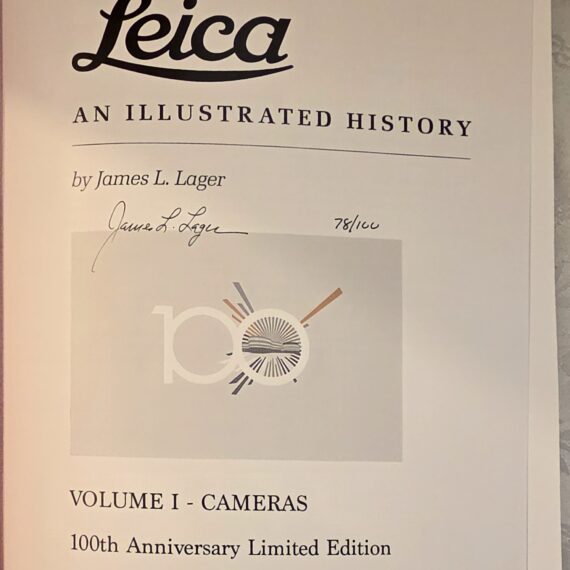 Leica
AN ILLUSTRATED HISTORY
by James L. Lager
James L. Lager 78/100
100
VOLUME I - CAMERAS
100th Anniversary Limited Edition